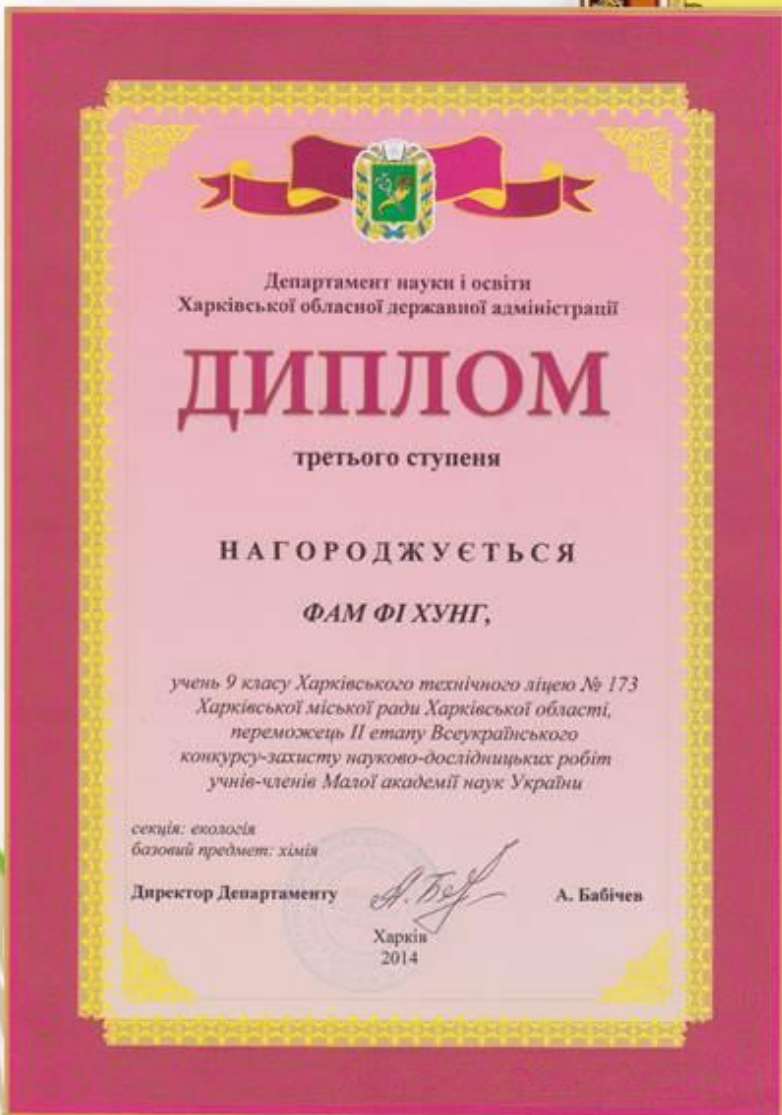 Департамент науки і освіти
Харківської обласної державної адміністрації
ДИПЛОМ
третього ступеня
НАГОРОДЖУЄТЬСЯ
ФАМ ФІ ХУНГ,
учень 9 класу Харківського технічного ліцею № 173
Харківської міської ради Харківської області,
переможець ІІ етапу Всеукраїнського
конкурсу-захисту науково-дослідницьких робіт
учнів-членів Малої академії наук України
секція: екологія
базовий предмет: хімія
Директор Департаменту А. Бабічев
Харків
2014